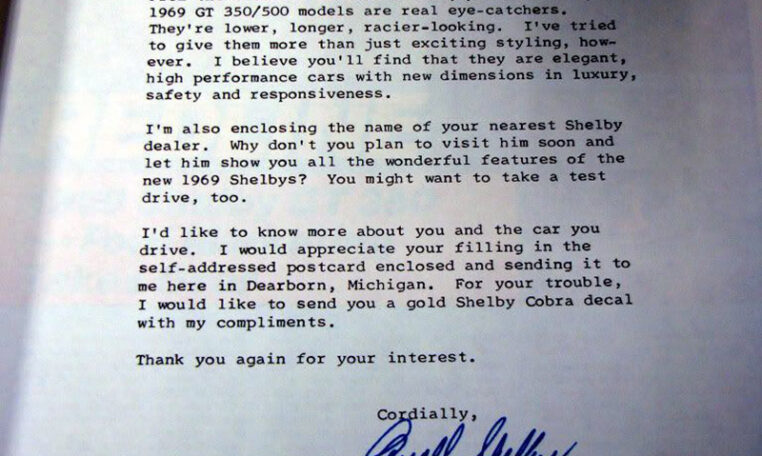 1969 GT 350/500 models are real eye-catchers.
They're lower, longer, racier-looking. I've tried
to give them more than just exciting styling, how-
ever. I believe you'll find that they are elegant,
high performance cars with new dimensions in luxury,
safety and responsiveness.
I'm also enclosing the name of your nearest Shelby
dealer. Why don't you plan to visit him soon and
let him show you all the wonderful features of the
new 1969 Shelbys? You might want to take a test
drive, too.
I'd like to know more about you and the car you
drive. I would appreciate your filling in the
self-addressed postcard enclosed and sending it to
me here in Dearborn, Michigan. For your trouble,
I would like to send you a gold Shelby Cobra decal
with my compliments.
Thank you again for your interest.
Cordially,
Carroll Shelby